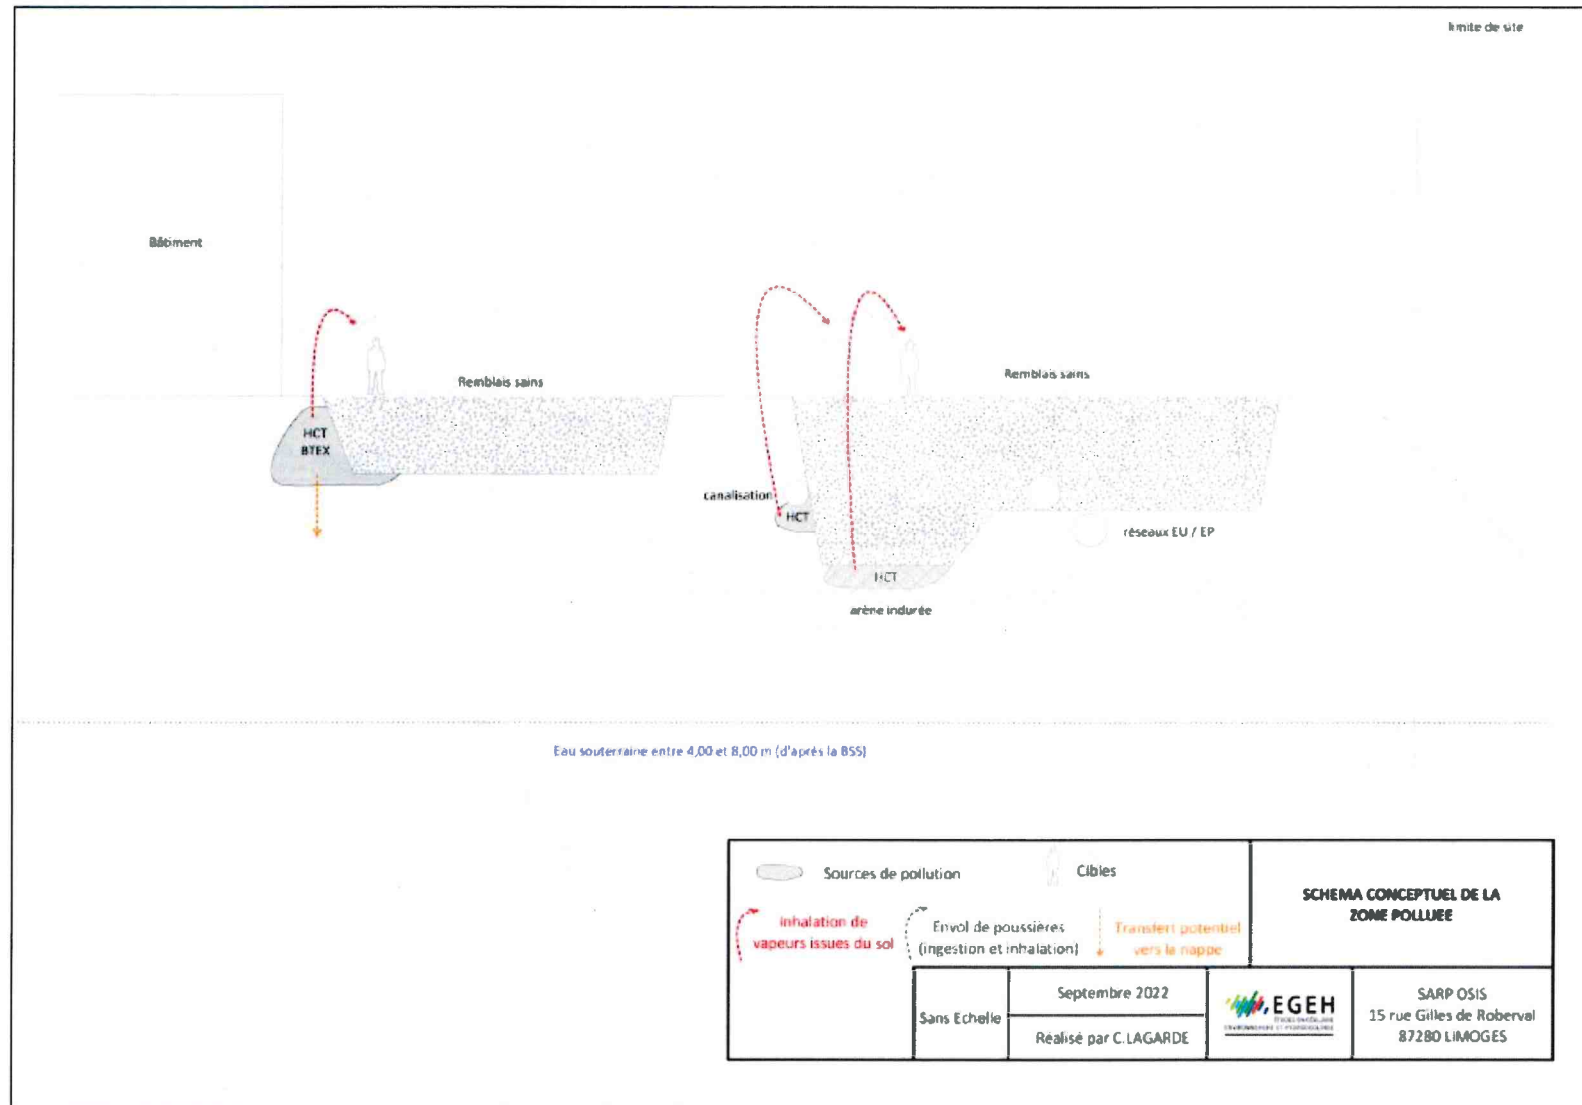 limite de site
Bâtiment
Remblais sains
Remblais sains
HCT
BTEX
canalisation
HCT
réseaux EU / EP
HCT
arène indurée
Eau souterraine entre 4,00 et 8,00 m (d'après la BSS)
Sources de pollution
Cibles
Inhalation de
vapeurs issues du sol
Envol de poussières
(ingestion et inhalation)
Transfert potentiel
vers la nappe
SCHEMA CONCEPTUEL DE LA
ZONE POLLUEE
Sans Echelle
Septembre 2022
Réalisé par C.LAGARDE
EGEH
SARP OSIS
15 rue Gilles de Roberval
87280 LIMOGES